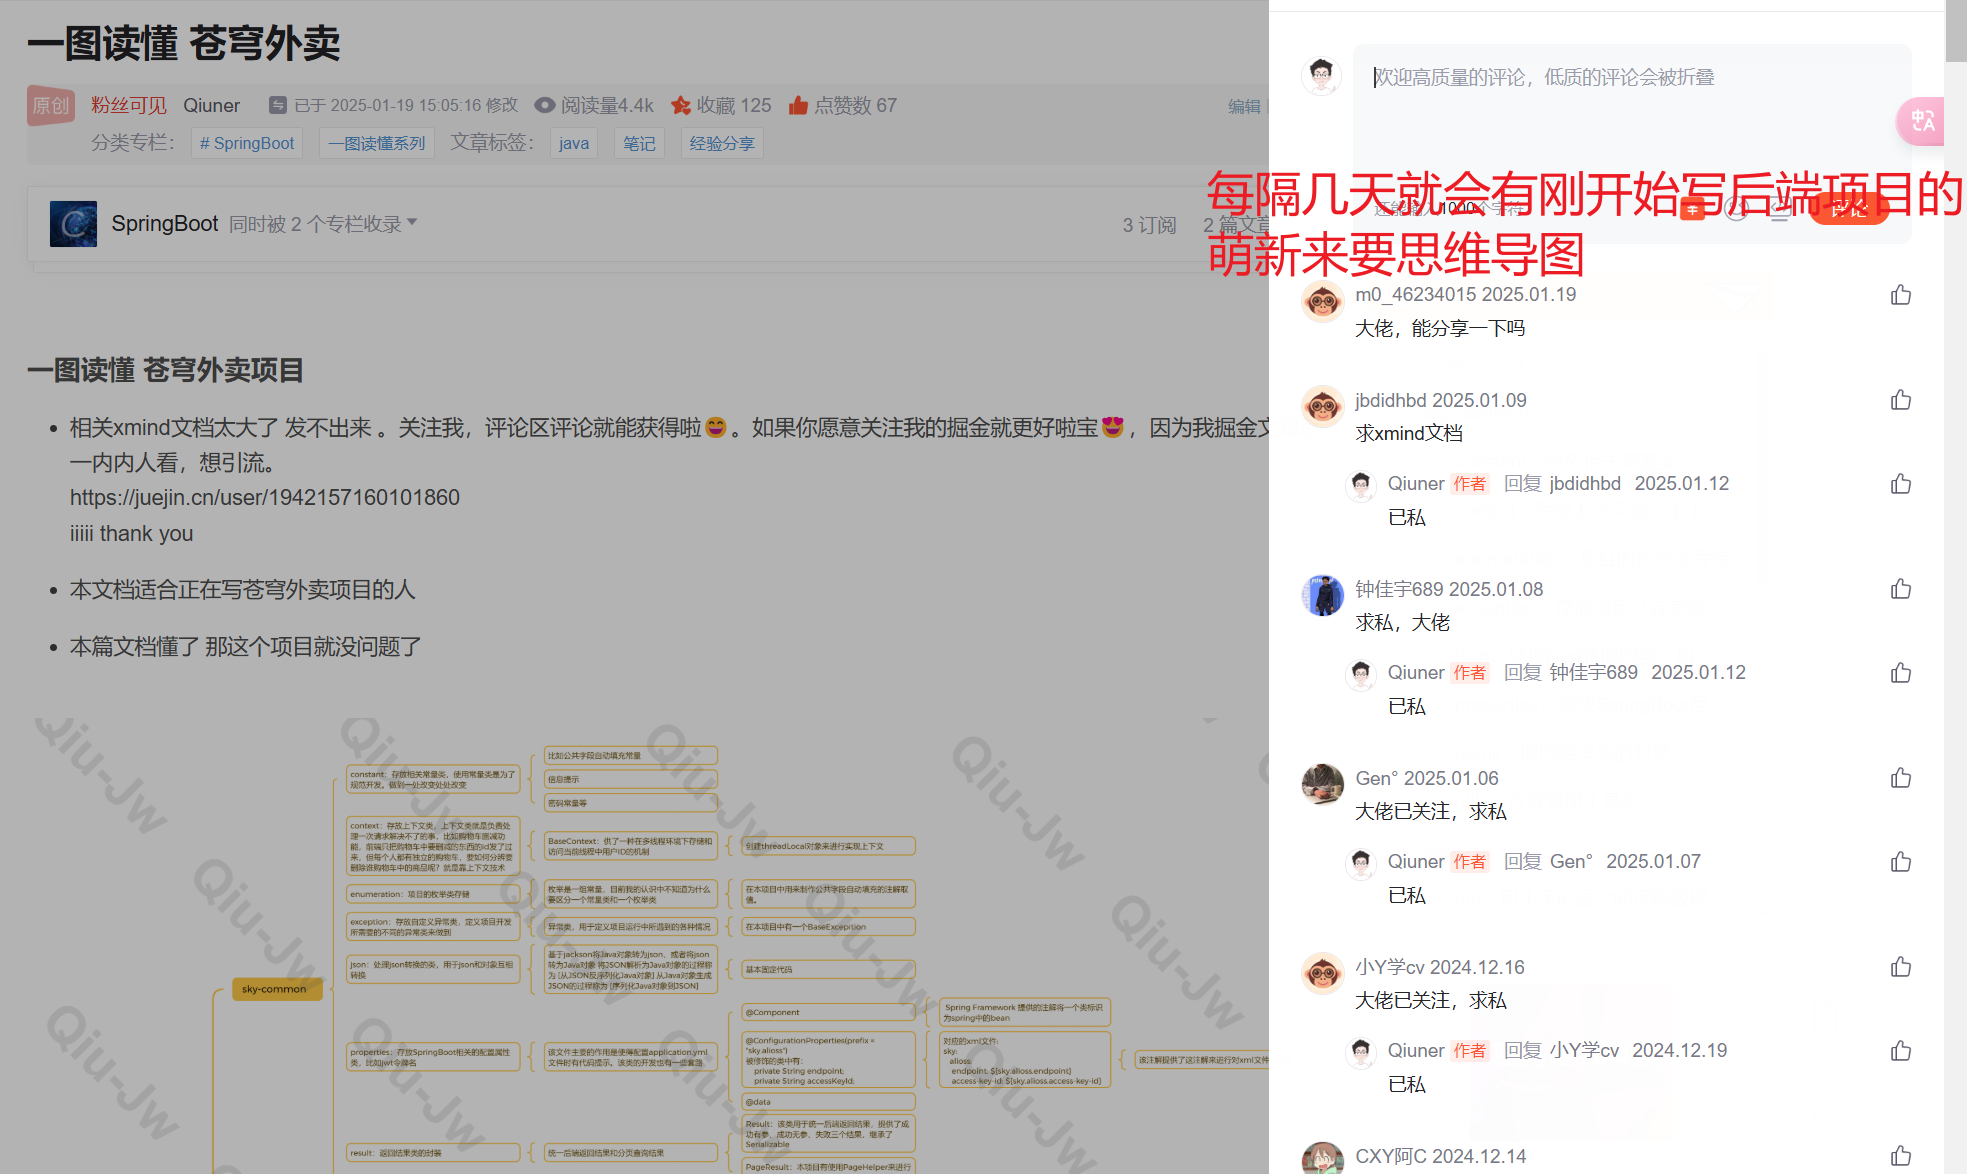 一图读懂 苍穹外卖
原创 粉丝可见 Qiuner 已于 2025-01-19 15:05:16 修改 阅读量4.4k 收藏 125 点赞数 67 编辑
分类专栏： # SpringBoot 一图读懂系列 文章标签： java 笔记 经验分享
SpringBoot 同时被 2 个专栏收录 3 订阅 2 篇文章
一图读懂 苍穹外卖项目
相关xmind文档太大了 发不出来 。关注我，评论区评论就能获得啦😄。如果你愿意关注我的掘金就更好啦宝😍，因为我掘金文
一内内人看，想引流。
https://juejin.cn/user/1942157160101860
iiiii thank you
本文档适合正在写苍穹外卖项目的人
本篇文档懂了 那这个项目就没问题了
sky-common
constant：存放相关常量类，使用常量类是为了
规范开发。做到一处改变处处改变
比如公共字段自动填充常量
信息提示
密码常量等
context：存放上下文类，上下文类就是负责处
理一次请求解决不了的事，比如购物车删减功
能，前端只把购物车中要删减的东西的id发了过
来，但每个人都有独立的购物车，要如何分辨要
删除谁购物车中的商品呢？就是靠上下文技术
BaseContext：供了一种在多线程环境下存储和
访问当前线程中用户ID的机制
创建threadLocal对象来进行实现上下文
enumeration：项目的枚举类存储
枚举是一组常量，目前我的认识中不知道为什么
要区分一个常量类和一个枚举类
在本项目中用来制作公共字段自动填充的注解取
值。
exception：存放自定义异常类，定义项目开发
所需要的不同的异常类来做到
异常类，用于定义项目运行中所遇到的各种情况
在本项目中有一个BaseException
json：处理json转换的类，用于json和对象互相
转换
基于jackson将Java对象转为json，或者将json
转为Java对象 将JSON解析为Java对象的过程称
为 [从JSON反序列化Java对象] 从Java对象生成
JSON的过程称为 [序列化Java对象到JSON]
基本固定代码
properties：存放SpringBoot相关的配置属性
类，比如jwt令牌名
该文件主要的作用是使得配置application.yml
文件时有代码提示。该类的开发也有一些套路
@Component
Spring Framework 提供的注解将一个类标识
为spring中的bean
@ConfigurationProperties(prefix =
"sky.alioss")
被修饰的类中有：
private String endpoint;
private String accessKeyId;
对应的xml文件:
sky:
alioss:
endpoint: ${sky.alioss.endpoint}
access-key-id: ${sky.alioss.access-key-id}
该注解提供了这注解来进行对xml文件
@data
result：返回结果类的封装
统一后端返回结果和分页查询结果
Result：该类用于统一后端返回结果，提供了成
功有参、成功无参、失败三个结果，继承了
Serializable
PageResult：本项目有使用PageHelper来进行
Qiu-Jw
欢迎高质量的评论，低质的评论会被折叠
还能输入1000个字符
评论
每隔几天就会有刚开始写后端项目的
萌新来要思维导图
m0_46234015 2025.01.19
大佬，能分享一下吗
jbdidhbd 2025.01.09
求xmind文档
Qiuner 作者 回复 jbdidhbd 2025.01.12
已私
钟佳宇689 2025.01.08
求私，大佬
Qiuner 作者 回复 钟佳宇689 2025.01.12
已私
Gen° 2025.01.06
大佬已关注，求私
Qiuner 作者 回复 Gen° 2025.01.07
已私
小Y学cv 2024.12.16
大佬已关注，求私
Qiuner 作者 回复 小Y学cv 2024.12.19
已私
CXY阿C 2024.12.14